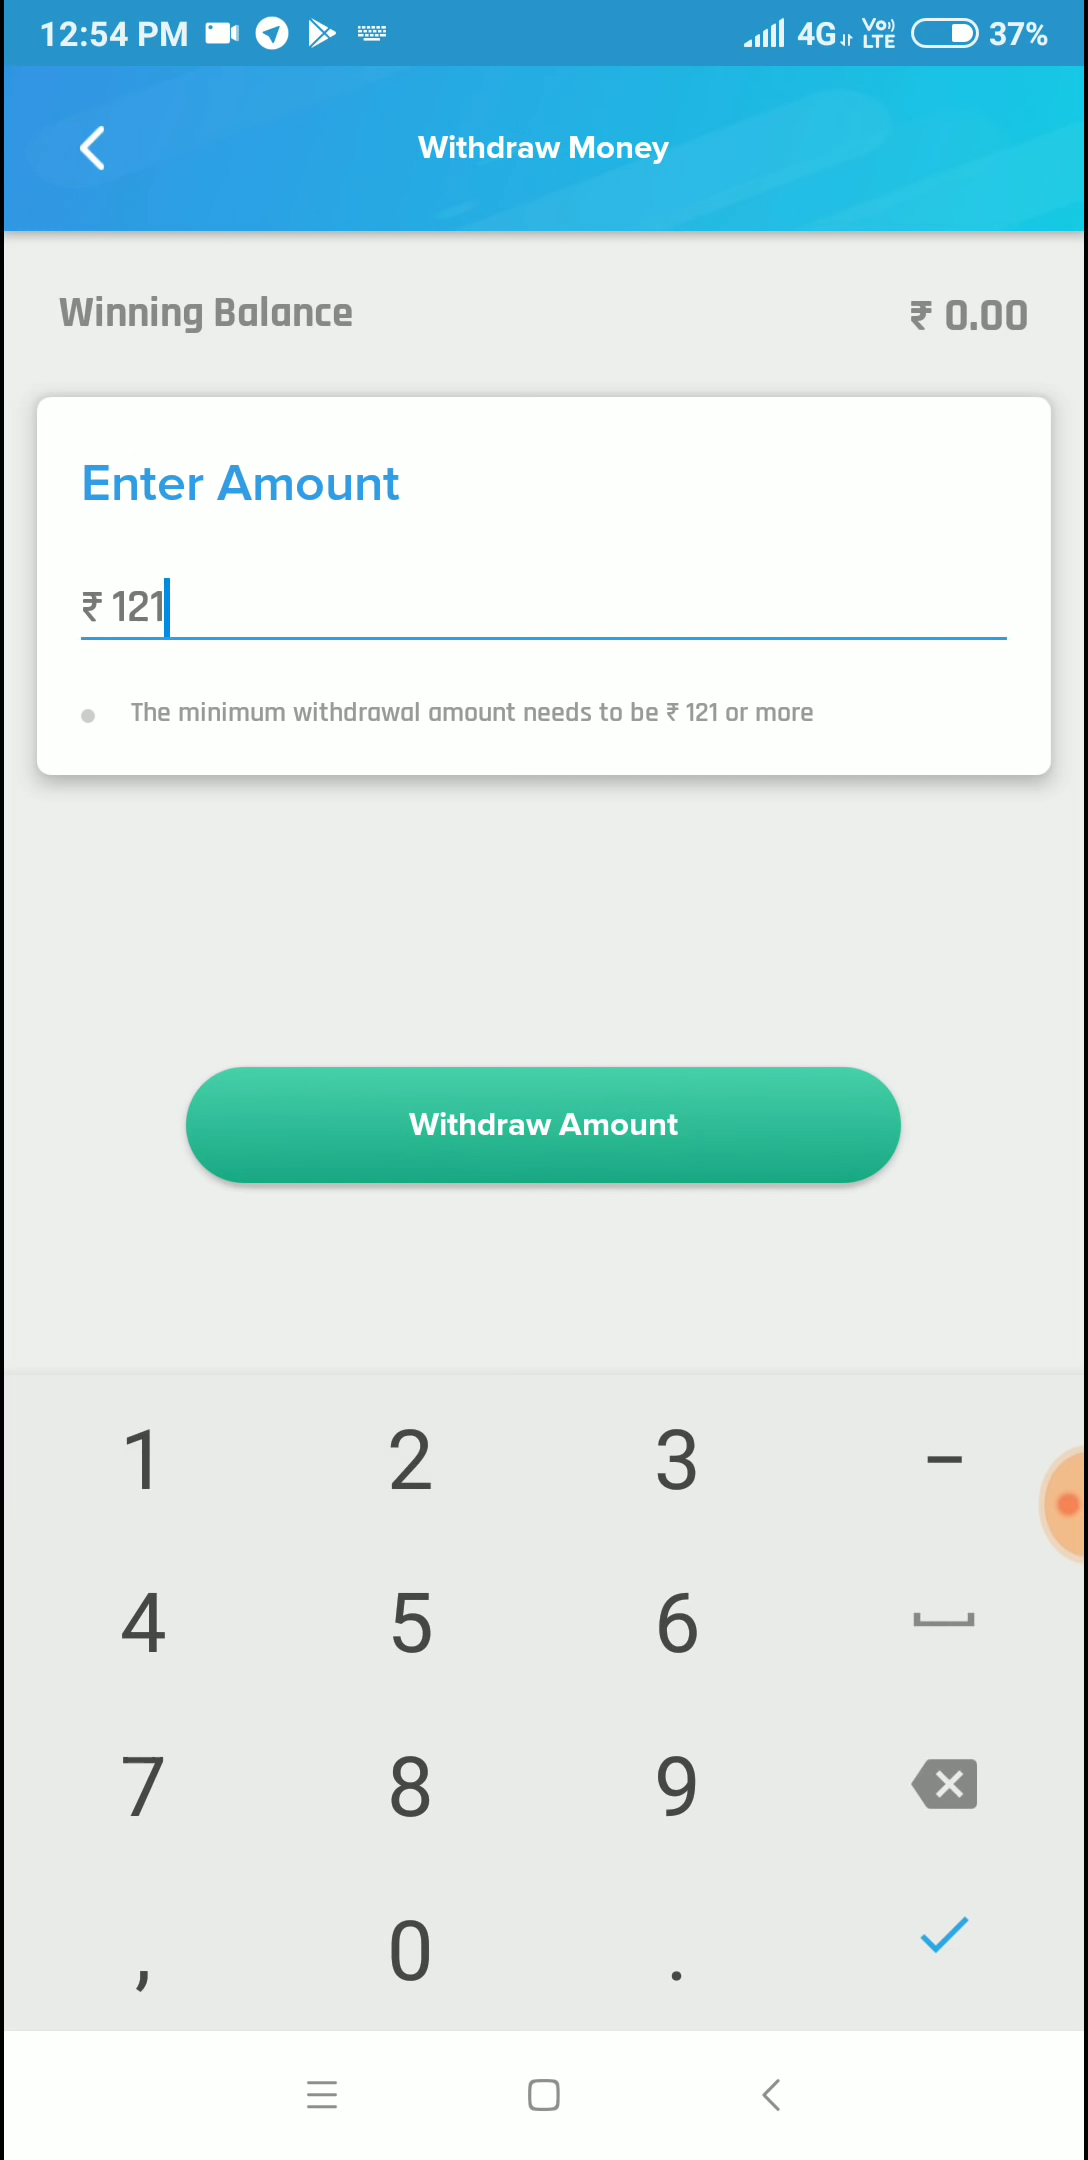 12:54 PM 4G VoLTE 37%
Withdraw Money
Winning Balance ₹ 0.00
Enter Amount
₹ 121
The minimum withdrawal amount needs to be ₹ 121 or more
Withdraw Amount
1 2 3 -
4 5 6
7 8 9
, 0 .